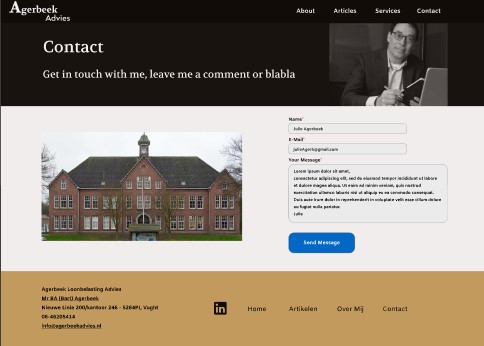 Agerbeek
Advies
About Articles Services Contact
Contact
Get in touch with me, leave me a comment or blabla
Name*
Julie Agerbeek
E-Mail*
julieAgerb@gmail.com
Your Message*
Lorem ipsum dolor sit amet,
consectetur adipiscing elit, sed do eiusmod tempor incididunt ut labore
et dolore magna aliqua. Ut enim ad minim veniam, quis nostrud
exercitation ullamco laboris nisi ut aliquip ex ea commodo consequat.
Duis aute irure dolor in reprehenderit in voluptate velit esse cillum dolore
eu fugiat nulla pariatur.
Julie
Send Message
Agerbeek Loonbelasting Advies
Mr BA (Bart) Agerbeek
Nieuwe Linie 200/kantoor 246 - 5264PJ, Vught
06-46205414
info@agerbeekadvies.nl
in Home Artikelen Over Mij Contact